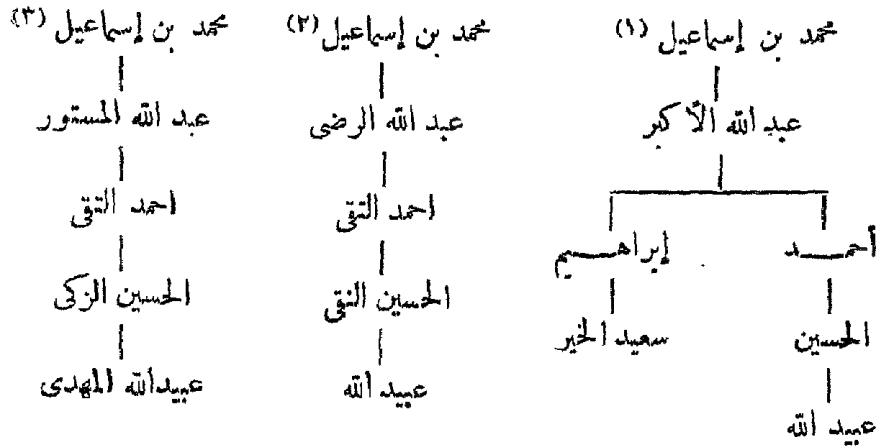 محمد بن إسماعيل (١) محمد بن إسماعيل (٢) محمد بن إسماعيل (٣)
عبد الله الأكبر عبد الله الرضى عبد الله المستور
أحمـــد إبراهـــيم احمد التقى احمد التقى
الحسين سعيد الخير الحسين النقى الحسين الزكى
عبيد الله عبيد الله عبيدالله المهدى